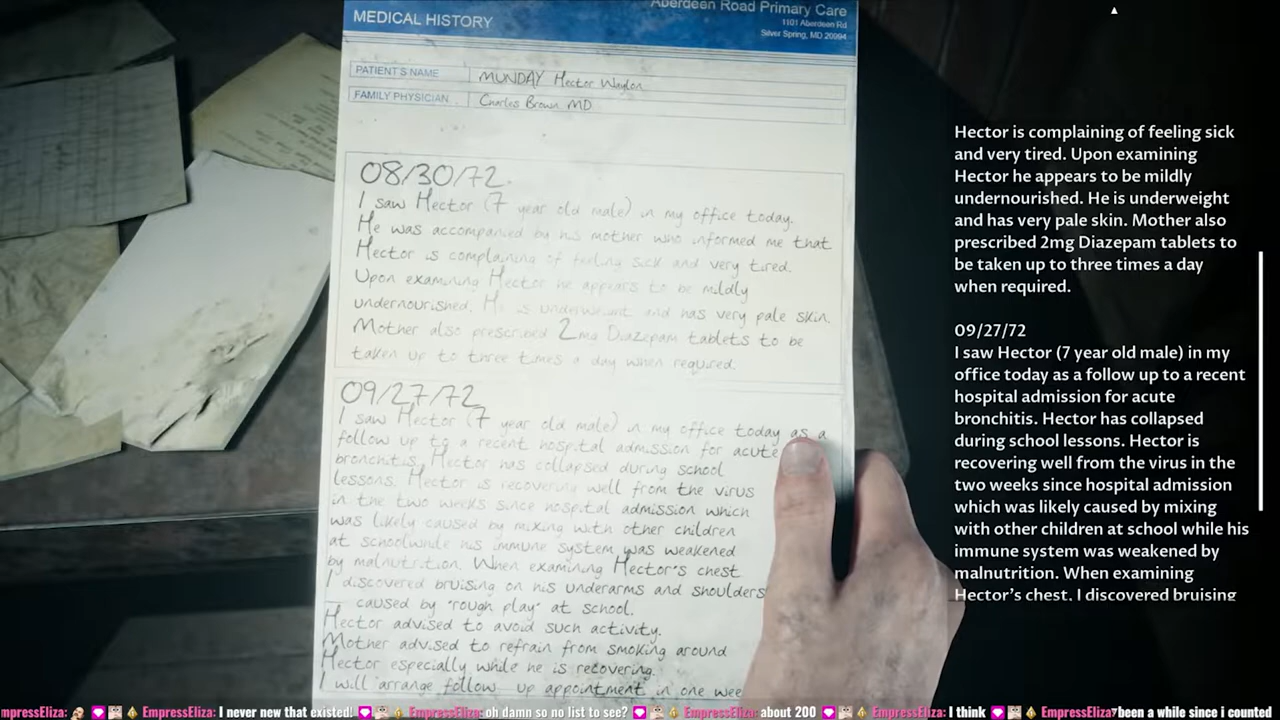 Aberdeen Road Primary Care
1101 Aberdeen Rd
Silver Spring, MD 20994
MEDICAL HISTORY
PATIENT'S NAME MUNDAY Hector Waylon
FAMILY PHYSICIAN Charles Brown MD
08/30/72
I saw Hector (7 year old male) in my office today.
He was accompanied by his mother who informed me that
Hector is complaining of feeling sick and very tired.
Upon examining Hector he appears to be mildly
undernourished. He is underweight and has very pale skin.
Mother also prescribed 2mg Diazepam tablets to be
taken up to three times a day when required.
09/27/72
I saw Hector (7 year old male) in my office today as a
follow up to a recent hospital admission for acute
bronchitis. Hector has collapsed during school
lessons. Hector is recovering well from the virus
in the two weeks since hospital admission which
was likely caused by mixing with other children
at school while his immune system was weakened
by malnutrition. When examining Hector's chest
I discovered bruising on his underarms and shoulders
caused by "rough play" at school.
Hector advised to avoid such activity.
Mother advised to refrain from smoking around
Hector especially while he is recovering.
I will arrange follow up appointment in one wee
Hector is complaining of feeling sick
and very tired. Upon examining
Hector he appears to be mildly
undernourished. He is underweight
and has very pale skin. Mother also
prescribed 2mg Diazepam tablets to
be taken up to three times a day
when required.
09/27/72
I saw Hector (7 year old male) in my
office today as a follow up to a recent
hospital admission for acute
bronchitis. Hector has collapsed
during school lessons. Hector is
recovering well from the virus in the
two weeks since hospital admission
which was likely caused by mixing
with other children at school while his
immune system was weakened by
malnutrition. When examining
Hector's chest, I discovered bruising
mpressEliza: EmpressEliza: I never new that existed! EmpressEliza: oh damn so no list to see? EmpressEliza: about 200 EmpressEliza: I think EmpressEliza: been a while since i counted